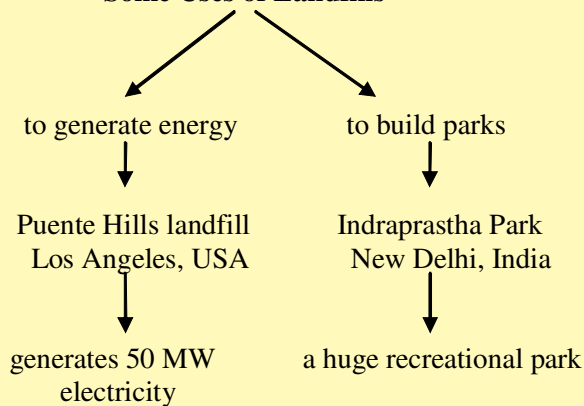 Some Uses of Landfills
to generate energy
to build parks
Puente Hills landfill
Los Angeles, USA
Indraprastha Park
New Delhi, India
generates 50 MW
electricity
a huge recreational park